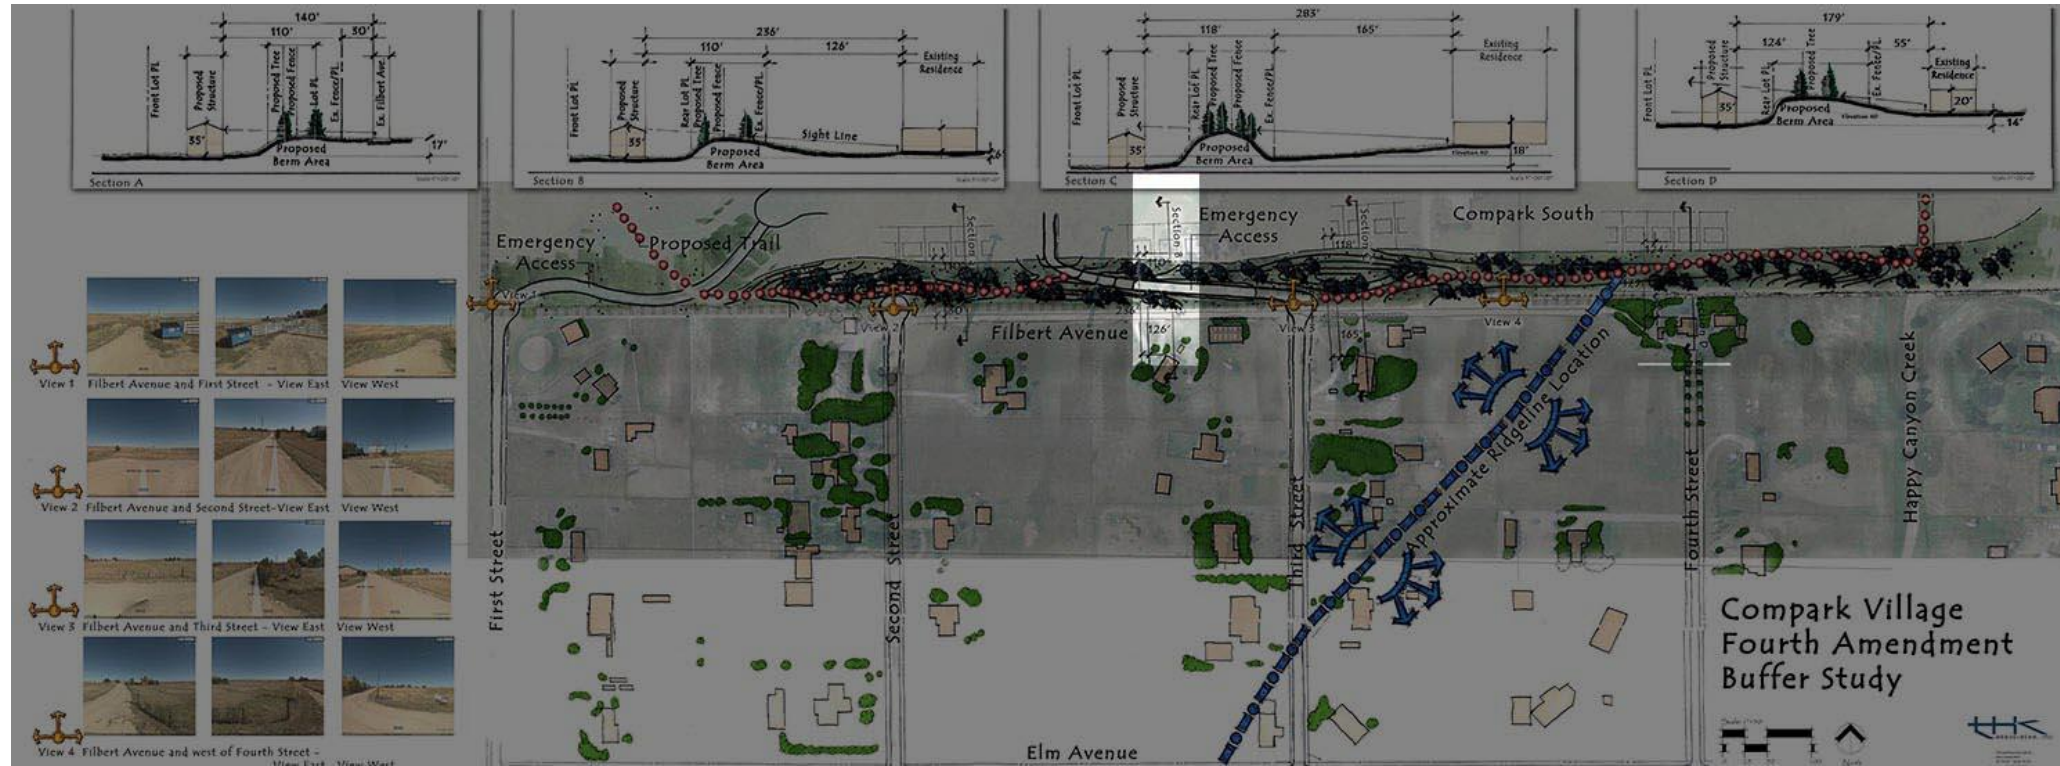 140'
110'
30'
Front Lot PL
Proposed
Structure
Proposed Tree
Proposed Fence
Lot PL
Ex. Fence/PL.
Ex. Filbert Ave.
35'
Proposed
Berm Area
17'
Section A
236'
110'
126'
Front Lot PL
Proposed
Structure
Rear Lot PL
Proposed Tree
Proposed Fence
Ex. Fence/PL.
Existing
Residence
35'
Sight Line
Proposed
Berm Area
6'
Section B
283'
118'
165'
Front Lot PL
Proposed
Structure
Rear Lot PL
Proposed Tree
Proposed Fence
Ex. Fence/PL.
Existing
Residence
35'
Proposed
Berm Area
18'
Section C
179'
124'
55'
Front Lot PL
Proposed
Structure
Rear Lot PL
Proposed
Tree
Ex. Fence/PL.
Existing
Residence
35'
20'
Proposed
Berm Area
14'
Section D
Emergency
Access
Proposed Trail
Section
Section B
Emergency
Access
Section
Compark South
118'
View 1
View 2
Filbert Avenue
236'
126'
View 3
165'
View 4
View 1 Filbert Avenue and First Street - View East View West
View 2 Filbert Avenue and Second Street-View East View West
View 3 Filbert Avenue and Third Street - View East View West
View 4 Filbert Avenue and west of Fourth Street -
View East - View West
First Street
Second Street
Third Street
Approximate Ridgeline Location
Fourth Street
Happy Canyon Creek
Elm Avenue
Compark Village
Fourth Amendment
Buffer Study
North
thk